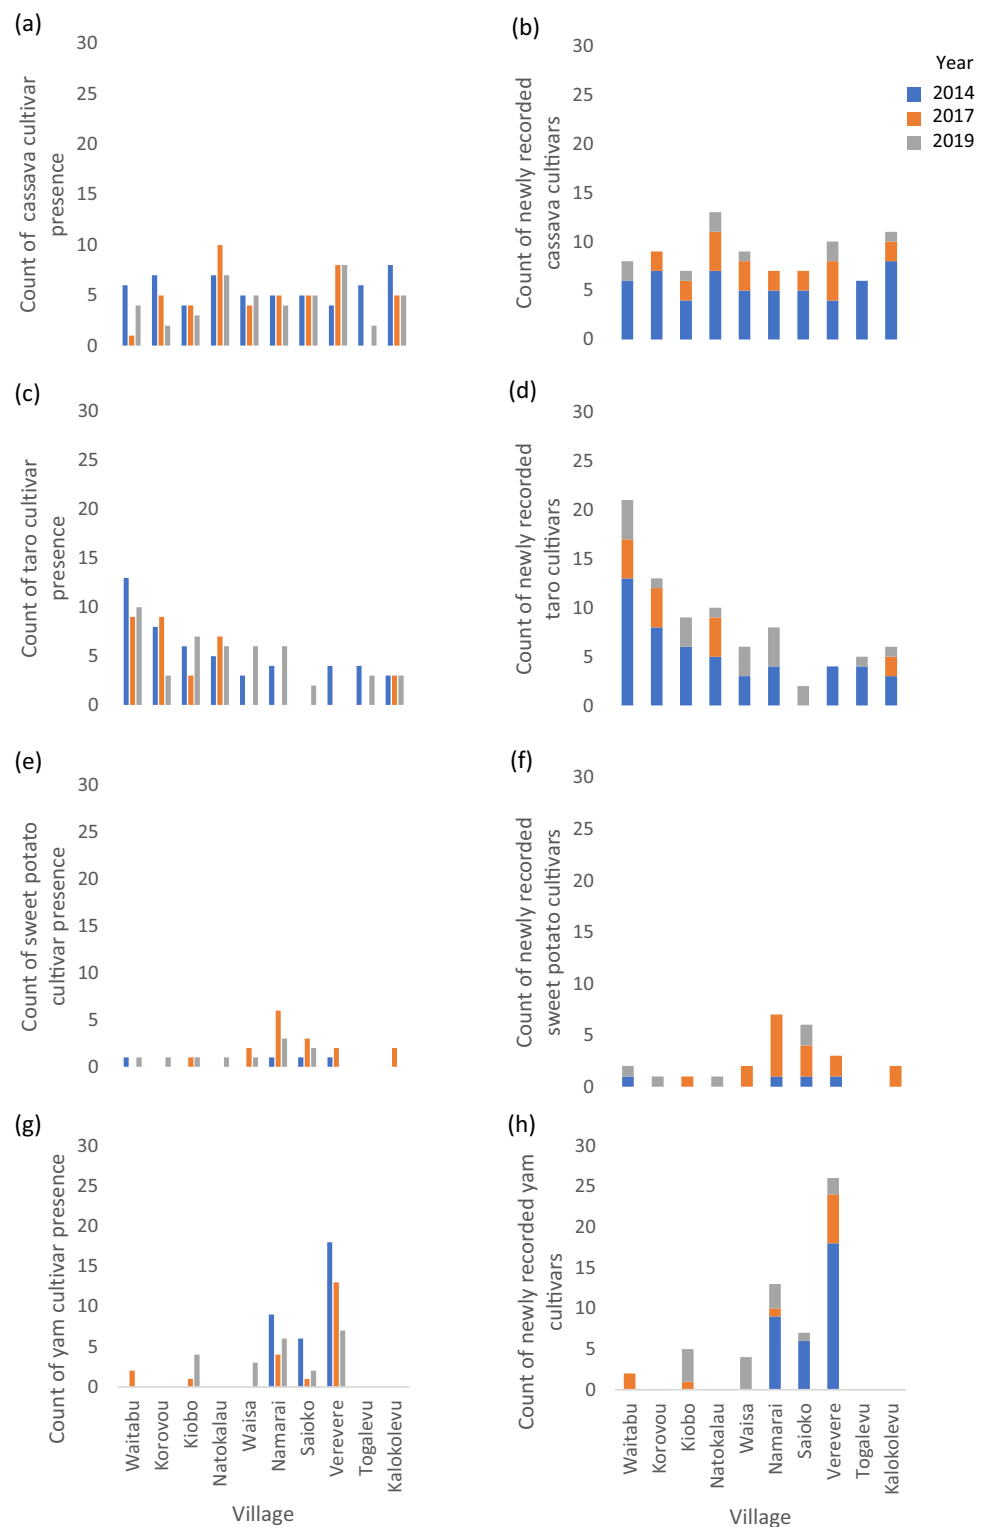 (a)
Count of cassava cultivar
presence
30
25
20
15
10
5
0
(b)
Count of newly recorded
cassava cultivars
30
25
20
15
10
5
0
Year
2014
2017
2019
(c)
Count of taro cultivar
presence
30
25
20
15
10
5
0
(d)
Count of newly recorded
taro cultivars
30
25
20
15
10
5
0
(e)
Count of sweet potato
cultivar presence
30
25
20
15
10
5
0
(f)
Count of newly recorded
sweet potato cultivars
30
25
20
15
10
5
0
(g)
Count of yam cultivar presence
30
25
20
15
10
5
0
Waitabu
Korovou
Kiobo
Natokalau
Waisa
Namarai
Saioko
Verevere
Togalevu
Kalokolevu
Village
(h)
Count of newly recorded yam
cultivars
30
25
20
15
10
5
0
Waitabu
Korovou
Kiobo
Natokalau
Waisa
Namarai
Saioko
Verevere
Togalevu
Kalokolevu
Village